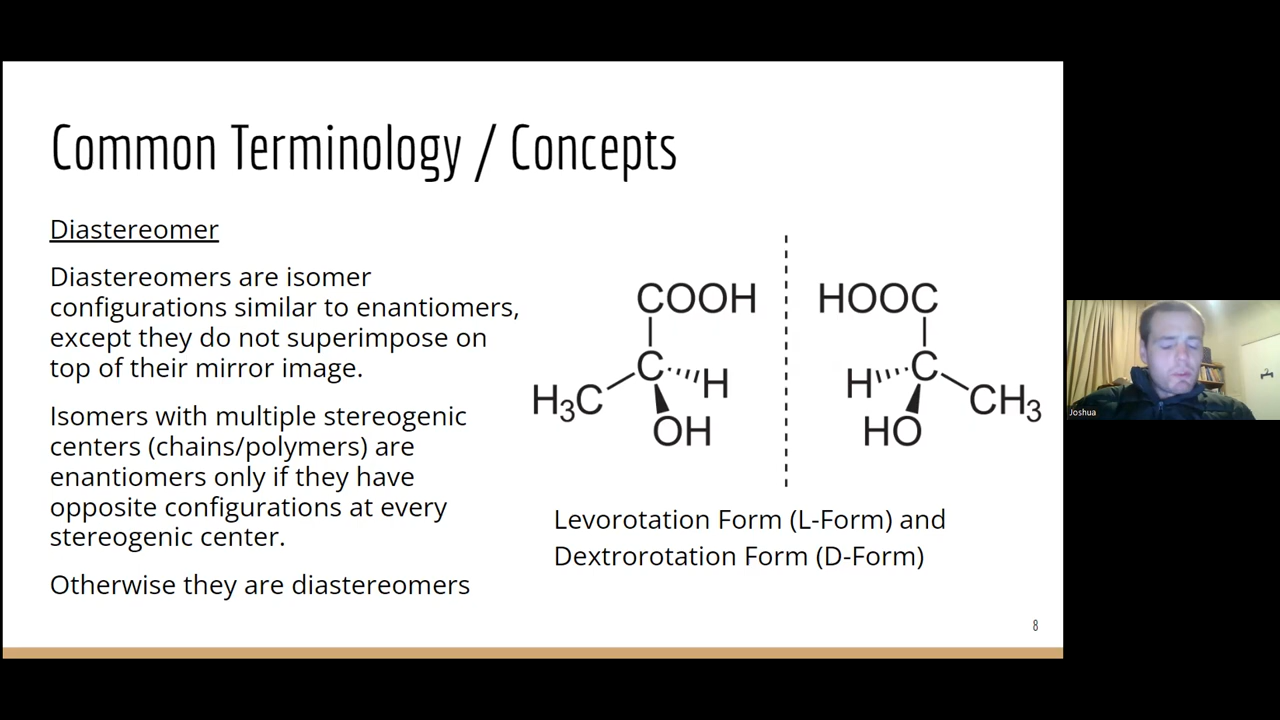 Common Terminology / Concepts
Diastereomer
Diastereomers are isomer
configurations similar to enantiomers,
except they do not superimpose on
top of their mirror image.
Isomers with multiple stereogenic
centers (chains/polymers) are
enantiomers only if they have
opposite configurations at every
stereogenic center.
Otherwise they are diastereomers
COOH
C
H
H₃C
OH
HOOC
C
H
CH₃
HO
Levorotation Form (L-Form) and
Dextrorotation Form (D-Form)
8
Joshua